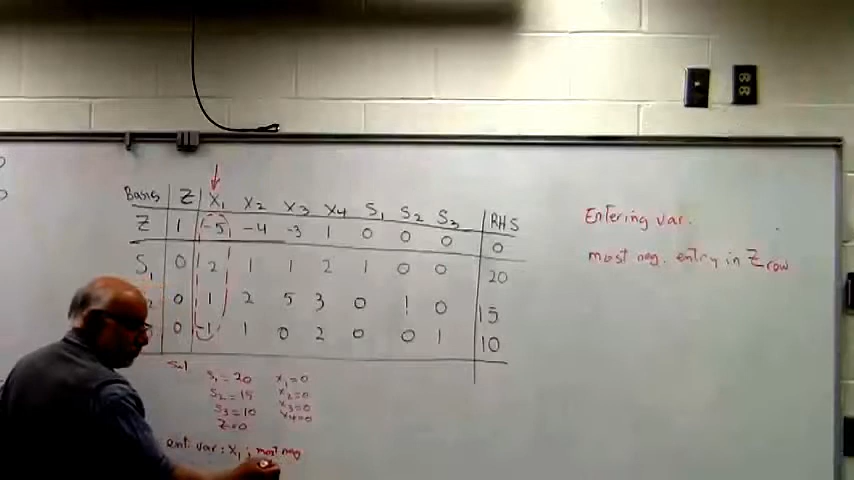 Basis Z X1 X2 X3 X4 S1 S2 S3 RHS
Z 1 -5 -4 -3 1 0 0 0 0
S1 0 2 1 1 2 1 0 0 20
2 0 1 2 5 3 0 1 0 15
0 -1 1 0 2 0 0 1 10
Entering var.
most neg. entry in Z row
Sol
S1 = 20 X1 = 0
S2 = 15 X2 = 0
S3 = 10 X3 = 0
Z = 0 X4 = 0
ent. var : X1 ; most neg